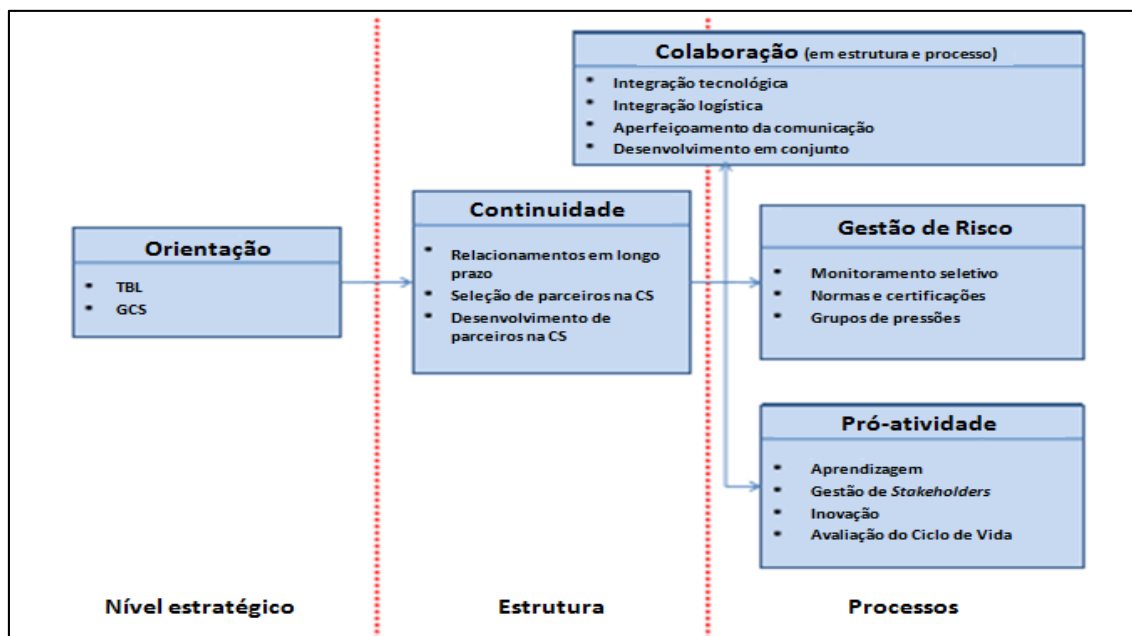 Colaboração (em estrutura e processo)
Integração tecnológica
Integração logística
Aperfeiçoamento da comunicação
Desenvolvimento em conjunto
Orientação
TBL
GCS
Continuidade
Relacionamentos em longo
prazo
Seleção de parceiros na CS
Desenvolvimento de
parceiros na CS
Gestão de Risco
Monitoramento seletivo
Normas e certificações
Grupos de pressões
Pró-atividade
Aprendizagem
Gestão de Stakeholders
Inovação
Avaliação do Ciclo de Vida
Nível estratégico
Estrutura
Processos